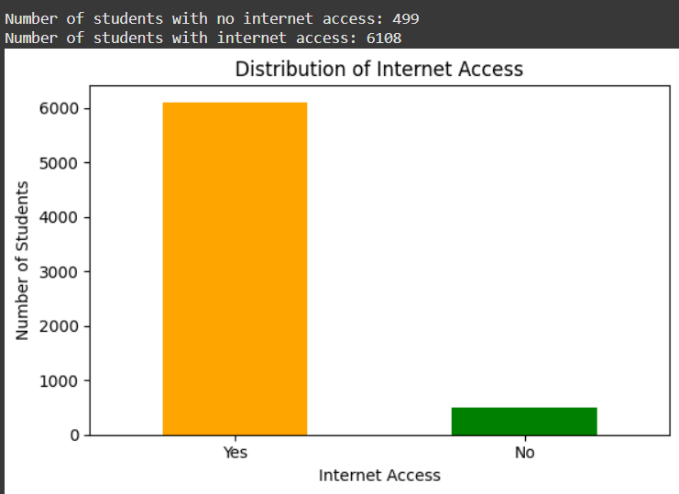 Number of students with no internet access: 499
Number of students with internet access: 6108
Distribution of Internet Access
6000
5000
4000
3000
2000
1000
0
Number of Students
Yes
No
Internet Access